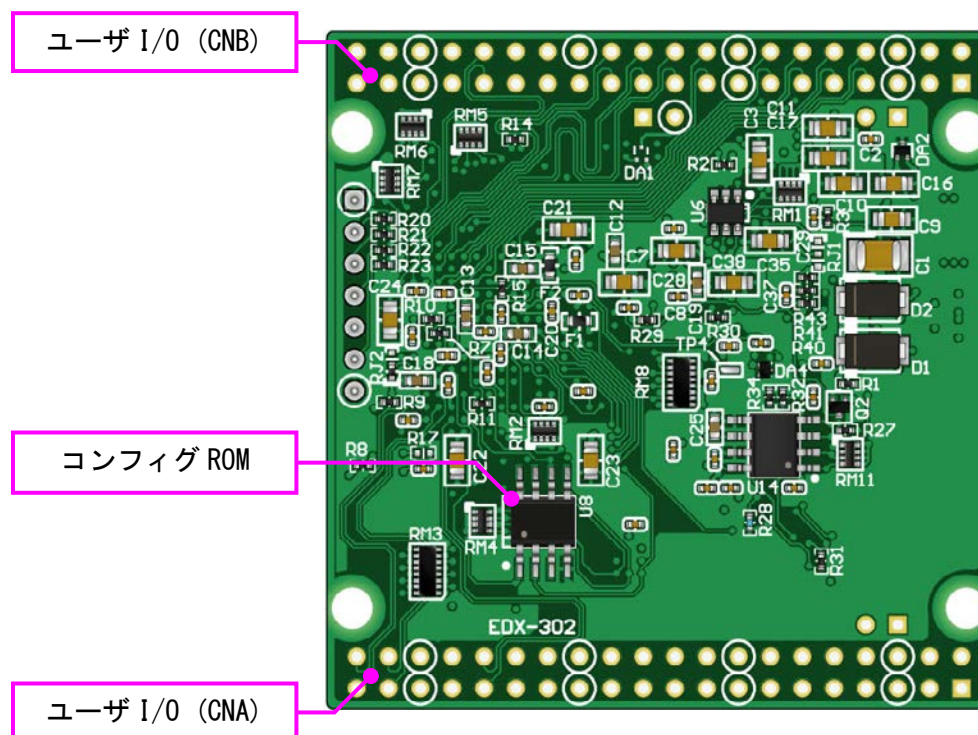 ユーザ I/O (CNB)
RM6
RM5
R14
RM7
DA1
R2
C3
C11
C17
C2
DA2
U6
RM1
C10
C16
R3
C9
R20
R21
R22
R23
C21
C12
C15
C7
C28
C38
C35
C29
RJ1
C1
C24
R10
C13
R15
F2
C8
C19
C37
R43
R41
R40
D2
R7
C14
C20
F1
R29
R30
TP4
RJ2
C18
RM8
DA4
D1
R1
R9
R11
R34
R32
Q2
RM2
C25
R27
コンフィグ ROM
R8
R17
C22
C23
U14
RM11
U8
RM4
R28
RM3
R31
EDX-302
ユーザ I/O (CNA)